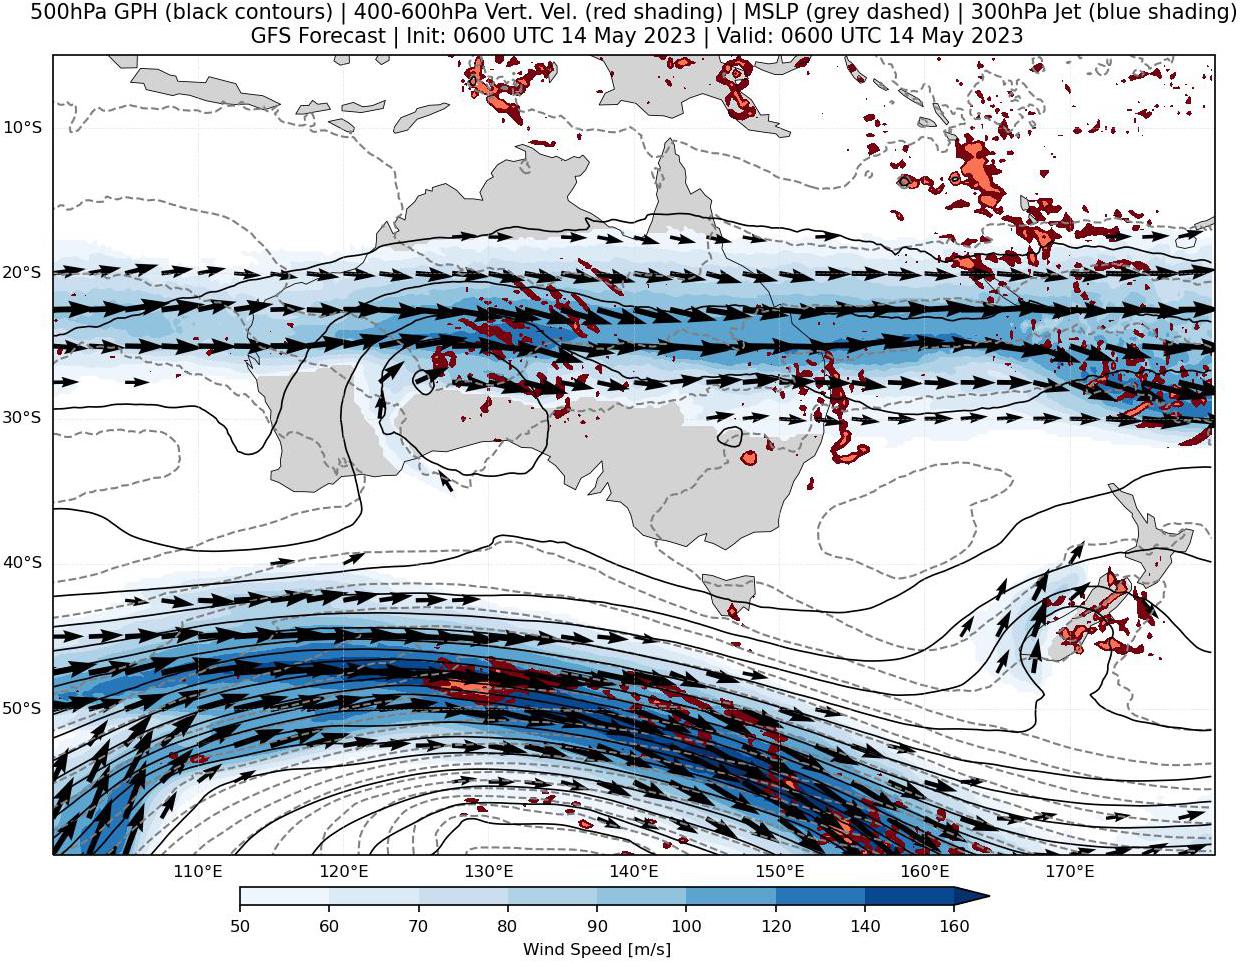 500hPa GPH (black contours) | 400-600hPa Vert. Vel. (red shading) | MSLP (grey dashed) | 300hPa Jet (blue shading)
GFS Forecast | Init: 0600 UTC 14 May 2023 | Valid: 0600 UTC 14 May 2023
10°S
20°S
30°S
40°S
50°S
110°E 120°E 130°E 140°E 150°E 160°E 170°E
50 60 70 80 90 100 120 140 160
Wind Speed [m/s]